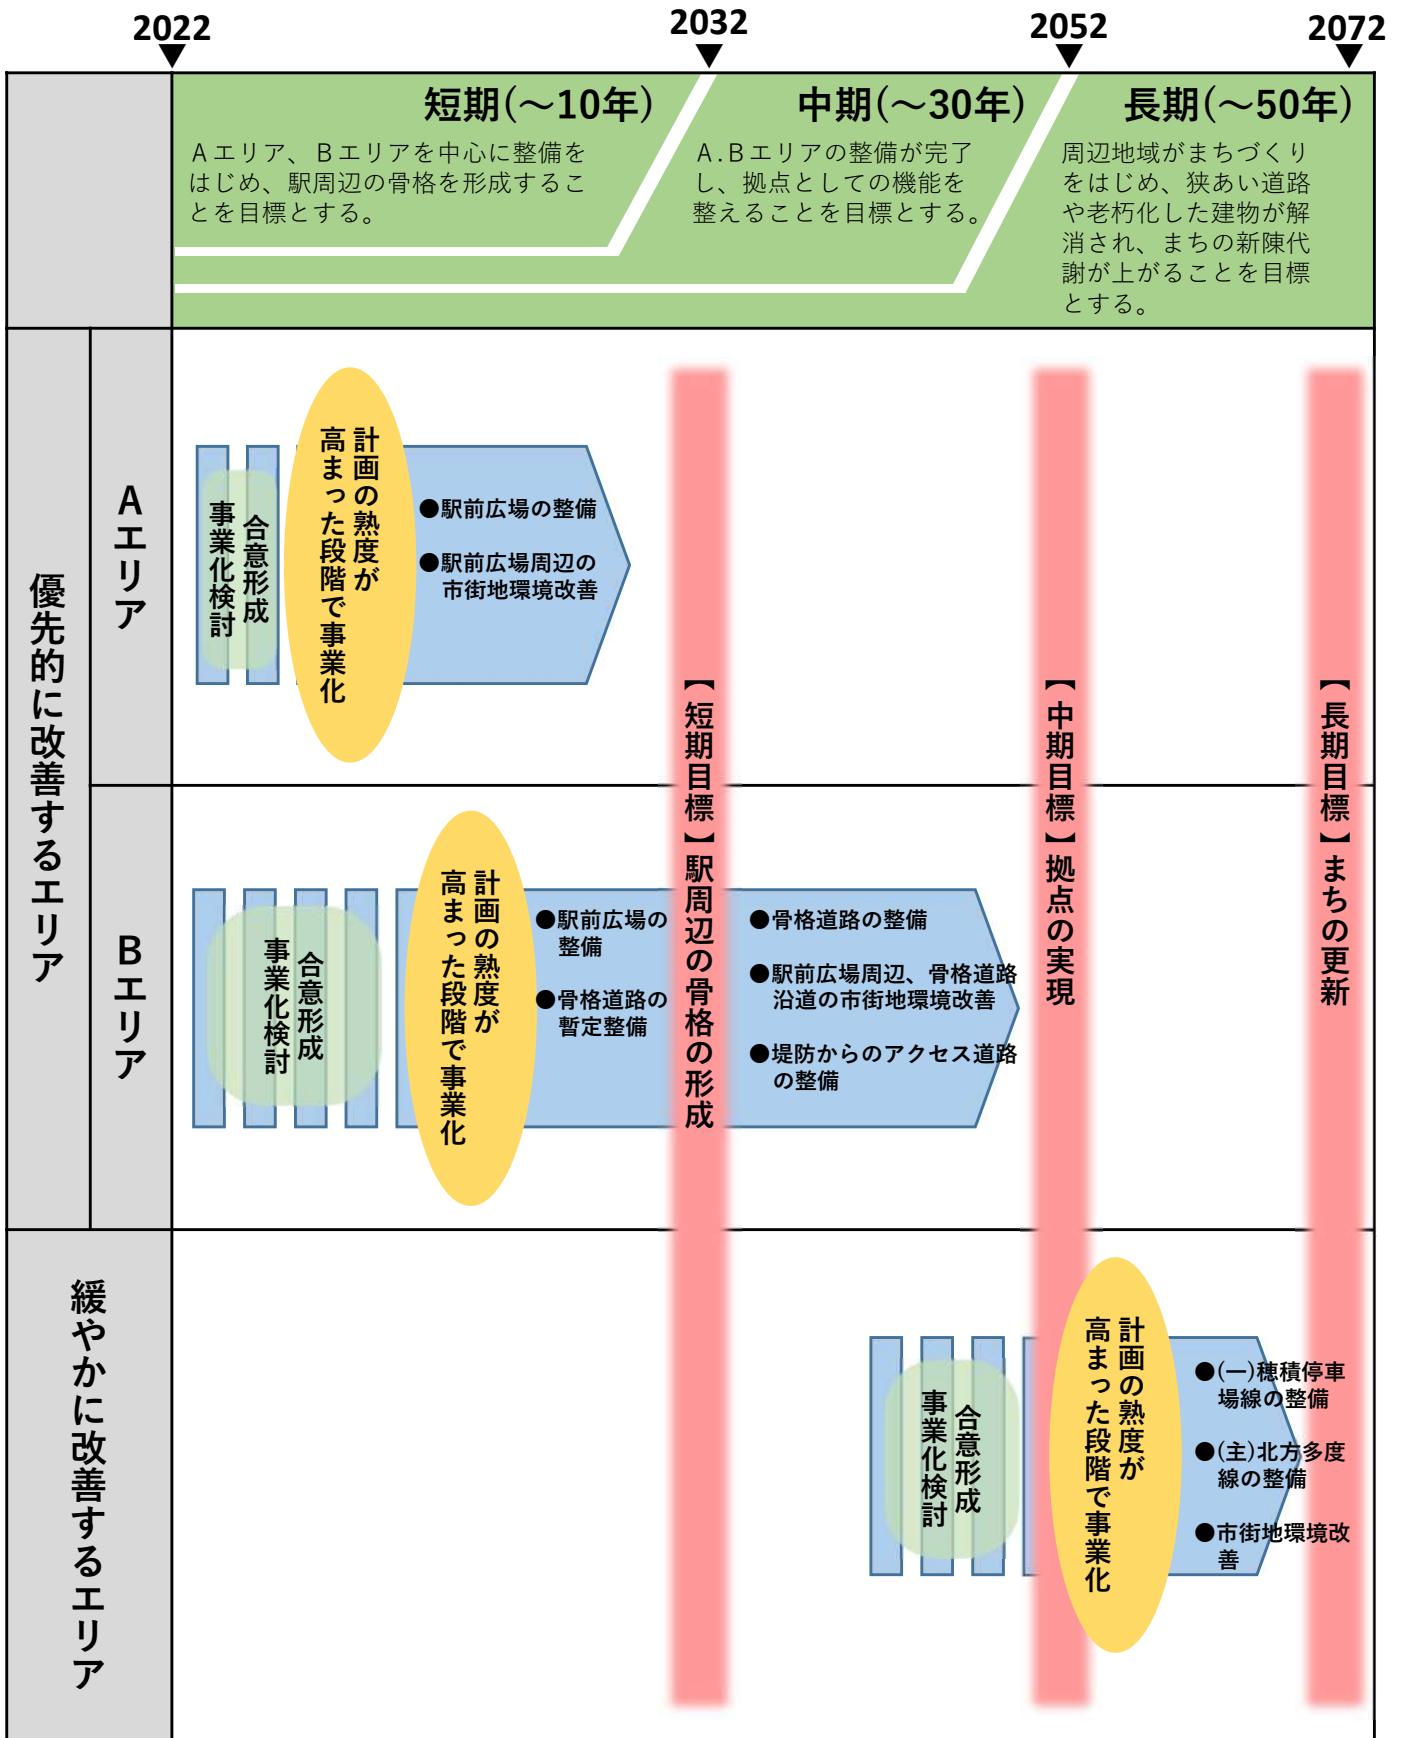 2022
2032
2052
2072
短期(～10年)
Aエリア、Bエリアを中心に整備を
はじめ、駅周辺の骨格を形成するこ
とを目標とする。
中期(～30年)
A.Bエリアの整備が完了
し、拠点としての機能を
整えることを目標とする。
長期(～50年)
周辺地域がまちづくり
をはじめ、狭あい道路
や老朽化した建物が解
消され、まちの新陳代
謝が上がることを目標
とする。
優先的に改善するエリア
Aエリア
合意形成
事業化検討
計画の熟度が
高まった段階で事業化
●駅前広場の整備
●駅前広場周辺の
市街地環境改善
Bエリア
合意形成
事業化検討
計画の熟度が
高まった段階で事業化
●駅前広場の
整備
●骨格道路の
暫定整備
●骨格道路の整備
●駅前広場周辺、骨格道路
沿道の市街地環境改善
●堤防からのアクセス道路
の整備
【短期目標】駅周辺の骨格の形成
【中期目標】拠点の実現
【長期目標】まちの更新
緩やかに改善するエリア
合意形成
事業化検討
計画の熟度が
高まった段階で事業化
●(一)穂積停車
場線の整備
●(主)北方多度
線の整備
●市街地環境改
善